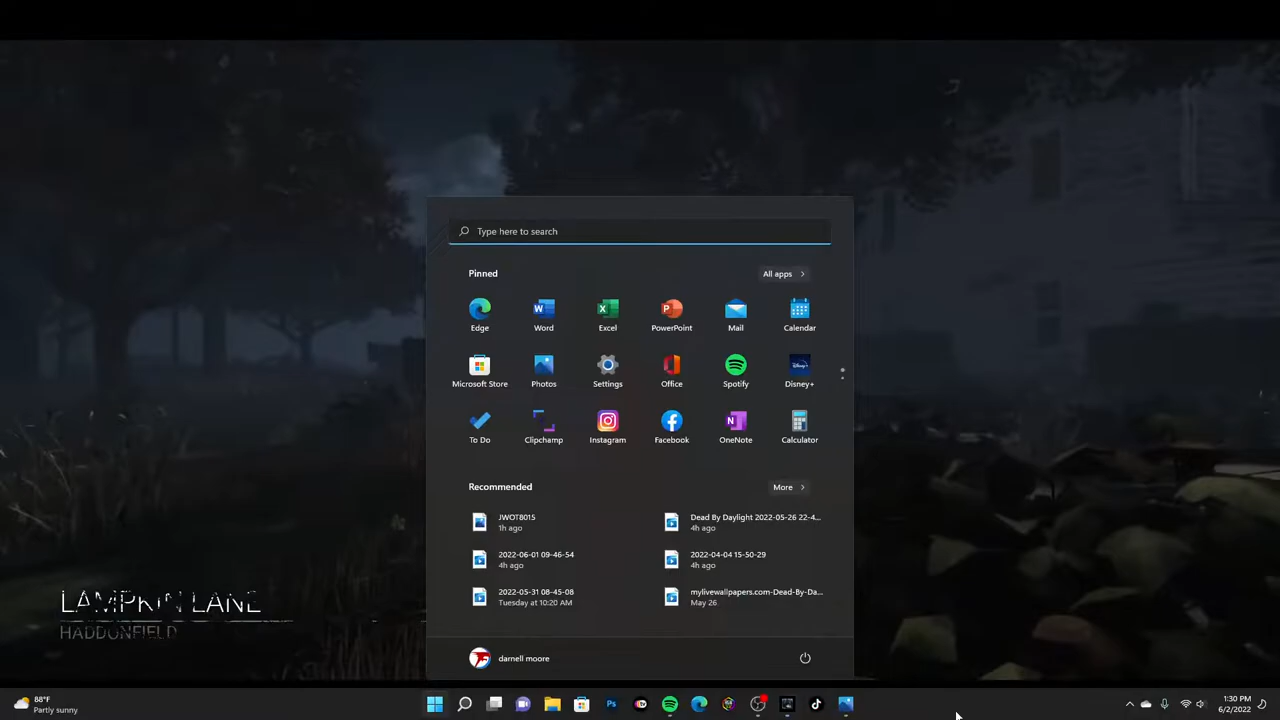 Type here to search
Pinned
All apps
Edge
Word
Excel
PowerPoint
Mail
Calendar
Microsoft Store
Photos
Settings
Office
Spotify
Disney+
To Do
Clipchamp
Instagram
Facebook
OneNote
Calculator
Recommended
More
JWOT8015
1h ago
Dead By Daylight 2022-05-26 22-4...
4h ago
2022-06-01 09-46-54
4h ago
2022-04-04 15-50-29
4h ago
2022-05-31 08-45-08
Tuesday at 10:20 AM
mylivewallpapers.com-Dead-By-Da...
May 26
LAMPKIN LANE
HADDONFIELD
darnell moore
88°F
Partly sunny
1:30 PM
6/2/2022